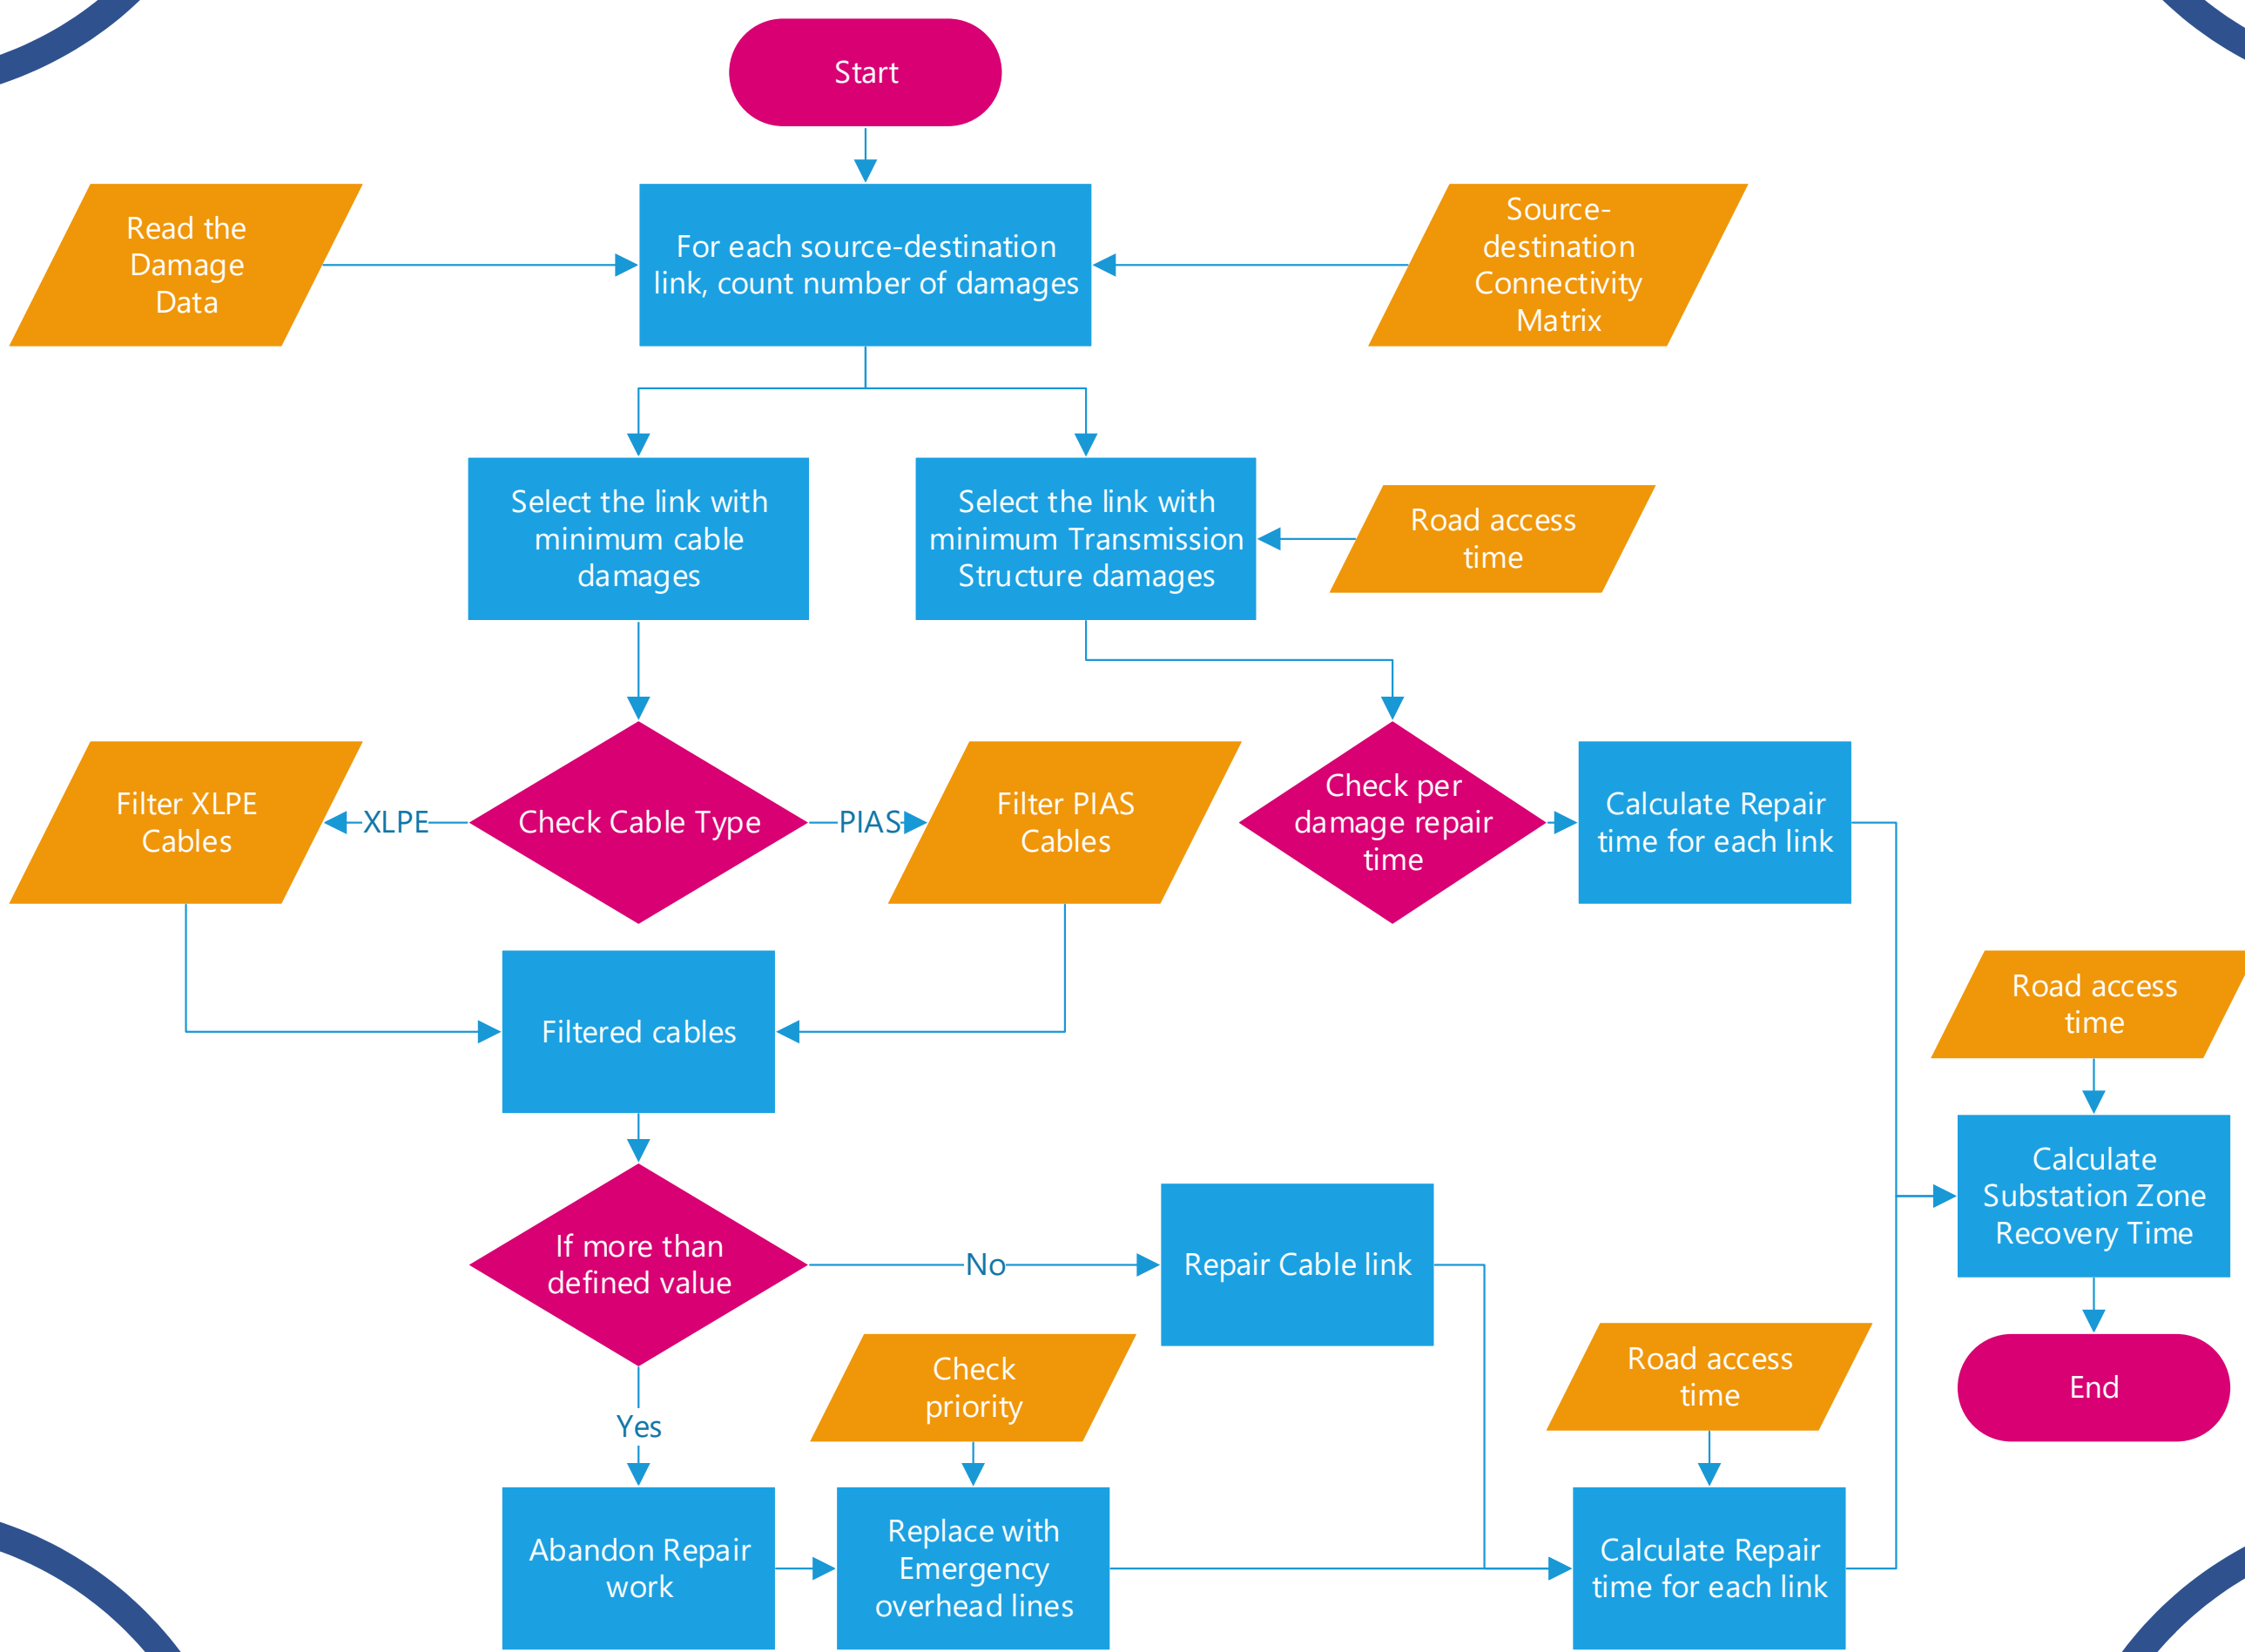 Start
Read the
Damage
Data
For each source-destination
link, count number of damages
Source-
destination
Connectivity
Matrix
Select the link with
minimum cable
damages
Select the link with
minimum Transmission
Structure damages
Road access
time
Filter XLPE
Cables
XLPE
Check Cable Type
PIAS
Filter PIAS
Cables
Check per
damage repair
time
Calculate Repair
time for each link
Filtered cables
Road access
time
Calculate
Substation Zone
Recovery Time
If more than
defined value
No
Repair Cable link
Yes
Check
priority
Road access
time
End
Abandon Repair
work
Replace with
Emergency
overhead lines
Calculate Repair
time for each link